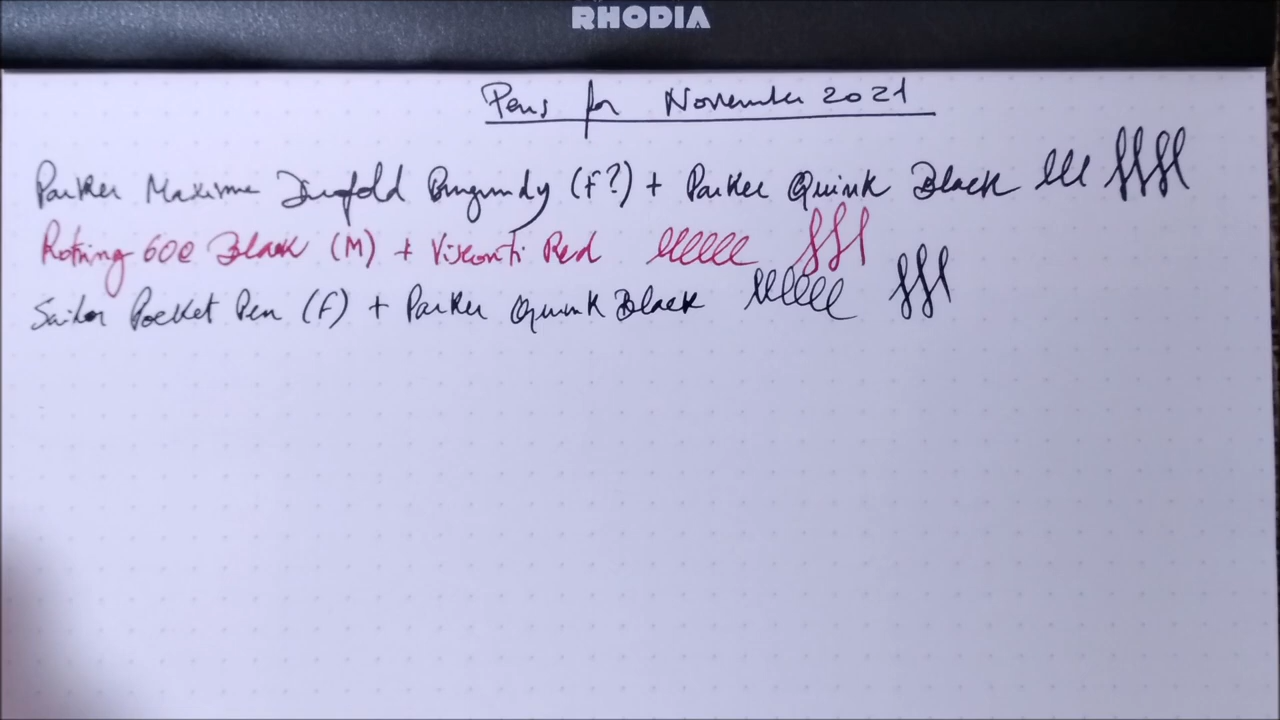 RHODIA
Pens for November 2021
Parker Maxima Duofold Burgundy (F?) + Parker Quink Black
Rotring 600 Black (M) + Visconti Red
Sailor Pocket Pen (F) + Parker Quink Black